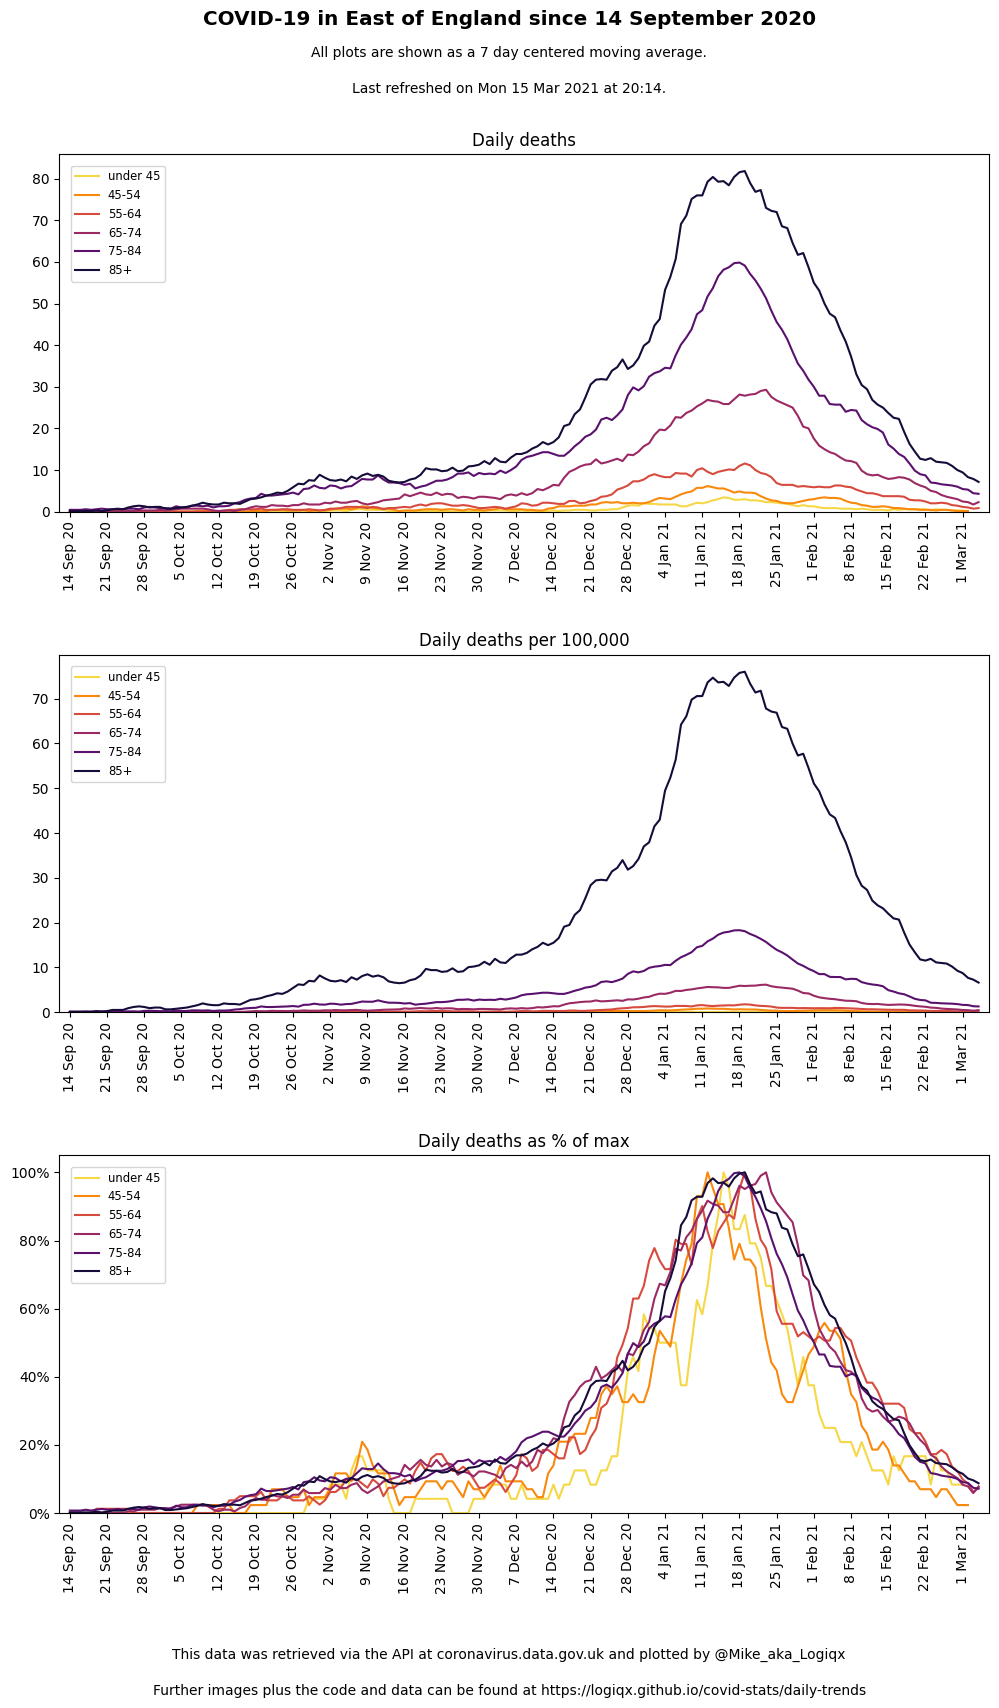 COVID-19 in East of England since 14 September 2020
All plots are shown as a 7 day centered moving average.
Last refreshed on Mon 15 Mar 2021 at 20:14.
Daily deaths
under 45
45-54
55-64
65-74
75-84
85+
80
70
60
50
40
30
20
10
0
14 Sep 20
21 Sep 20
28 Sep 20
5 Oct 20
12 Oct 20
19 Oct 20
26 Oct 20
2 Nov 20
9 Nov 20
16 Nov 20
23 Nov 20
30 Nov 20
7 Dec 20
14 Dec 20
21 Dec 20
28 Dec 20
4 Jan 21
11 Jan 21
18 Jan 21
25 Jan 21
1 Feb 21
8 Feb 21
15 Feb 21
22 Feb 21
1 Mar 21
Daily deaths per 100,000
under 45
45-54
55-64
65-74
75-84
85+
70
60
50
40
30
20
10
0
14 Sep 20
21 Sep 20
28 Sep 20
5 Oct 20
12 Oct 20
19 Oct 20
26 Oct 20
2 Nov 20
9 Nov 20
16 Nov 20
23 Nov 20
30 Nov 20
7 Dec 20
14 Dec 20
21 Dec 20
28 Dec 20
4 Jan 21
11 Jan 21
18 Jan 21
25 Jan 21
1 Feb 21
8 Feb 21
15 Feb 21
22 Feb 21
1 Mar 21
Daily deaths as % of max
under 45
45-54
55-64
65-74
75-84
85+
100%
80%
60%
40%
20%
0%
14 Sep 20
21 Sep 20
28 Sep 20
5 Oct 20
12 Oct 20
19 Oct 20
26 Oct 20
2 Nov 20
9 Nov 20
16 Nov 20
23 Nov 20
30 Nov 20
7 Dec 20
14 Dec 20
21 Dec 20
28 Dec 20
4 Jan 21
11 Jan 21
18 Jan 21
25 Jan 21
1 Feb 21
8 Feb 21
15 Feb 21
22 Feb 21
1 Mar 21
This data was retrieved via the API at coronavirus.data.gov.uk and plotted by @Mike_aka_Logiqx
Further images plus the code and data can be found at https://logiqx.github.io/covid-stats/daily-trends